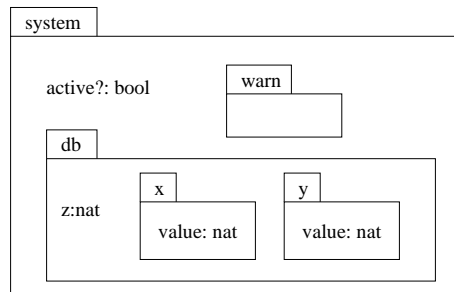 system
active?: bool
warn
db
z:nat
x
value: nat
y
value: nat